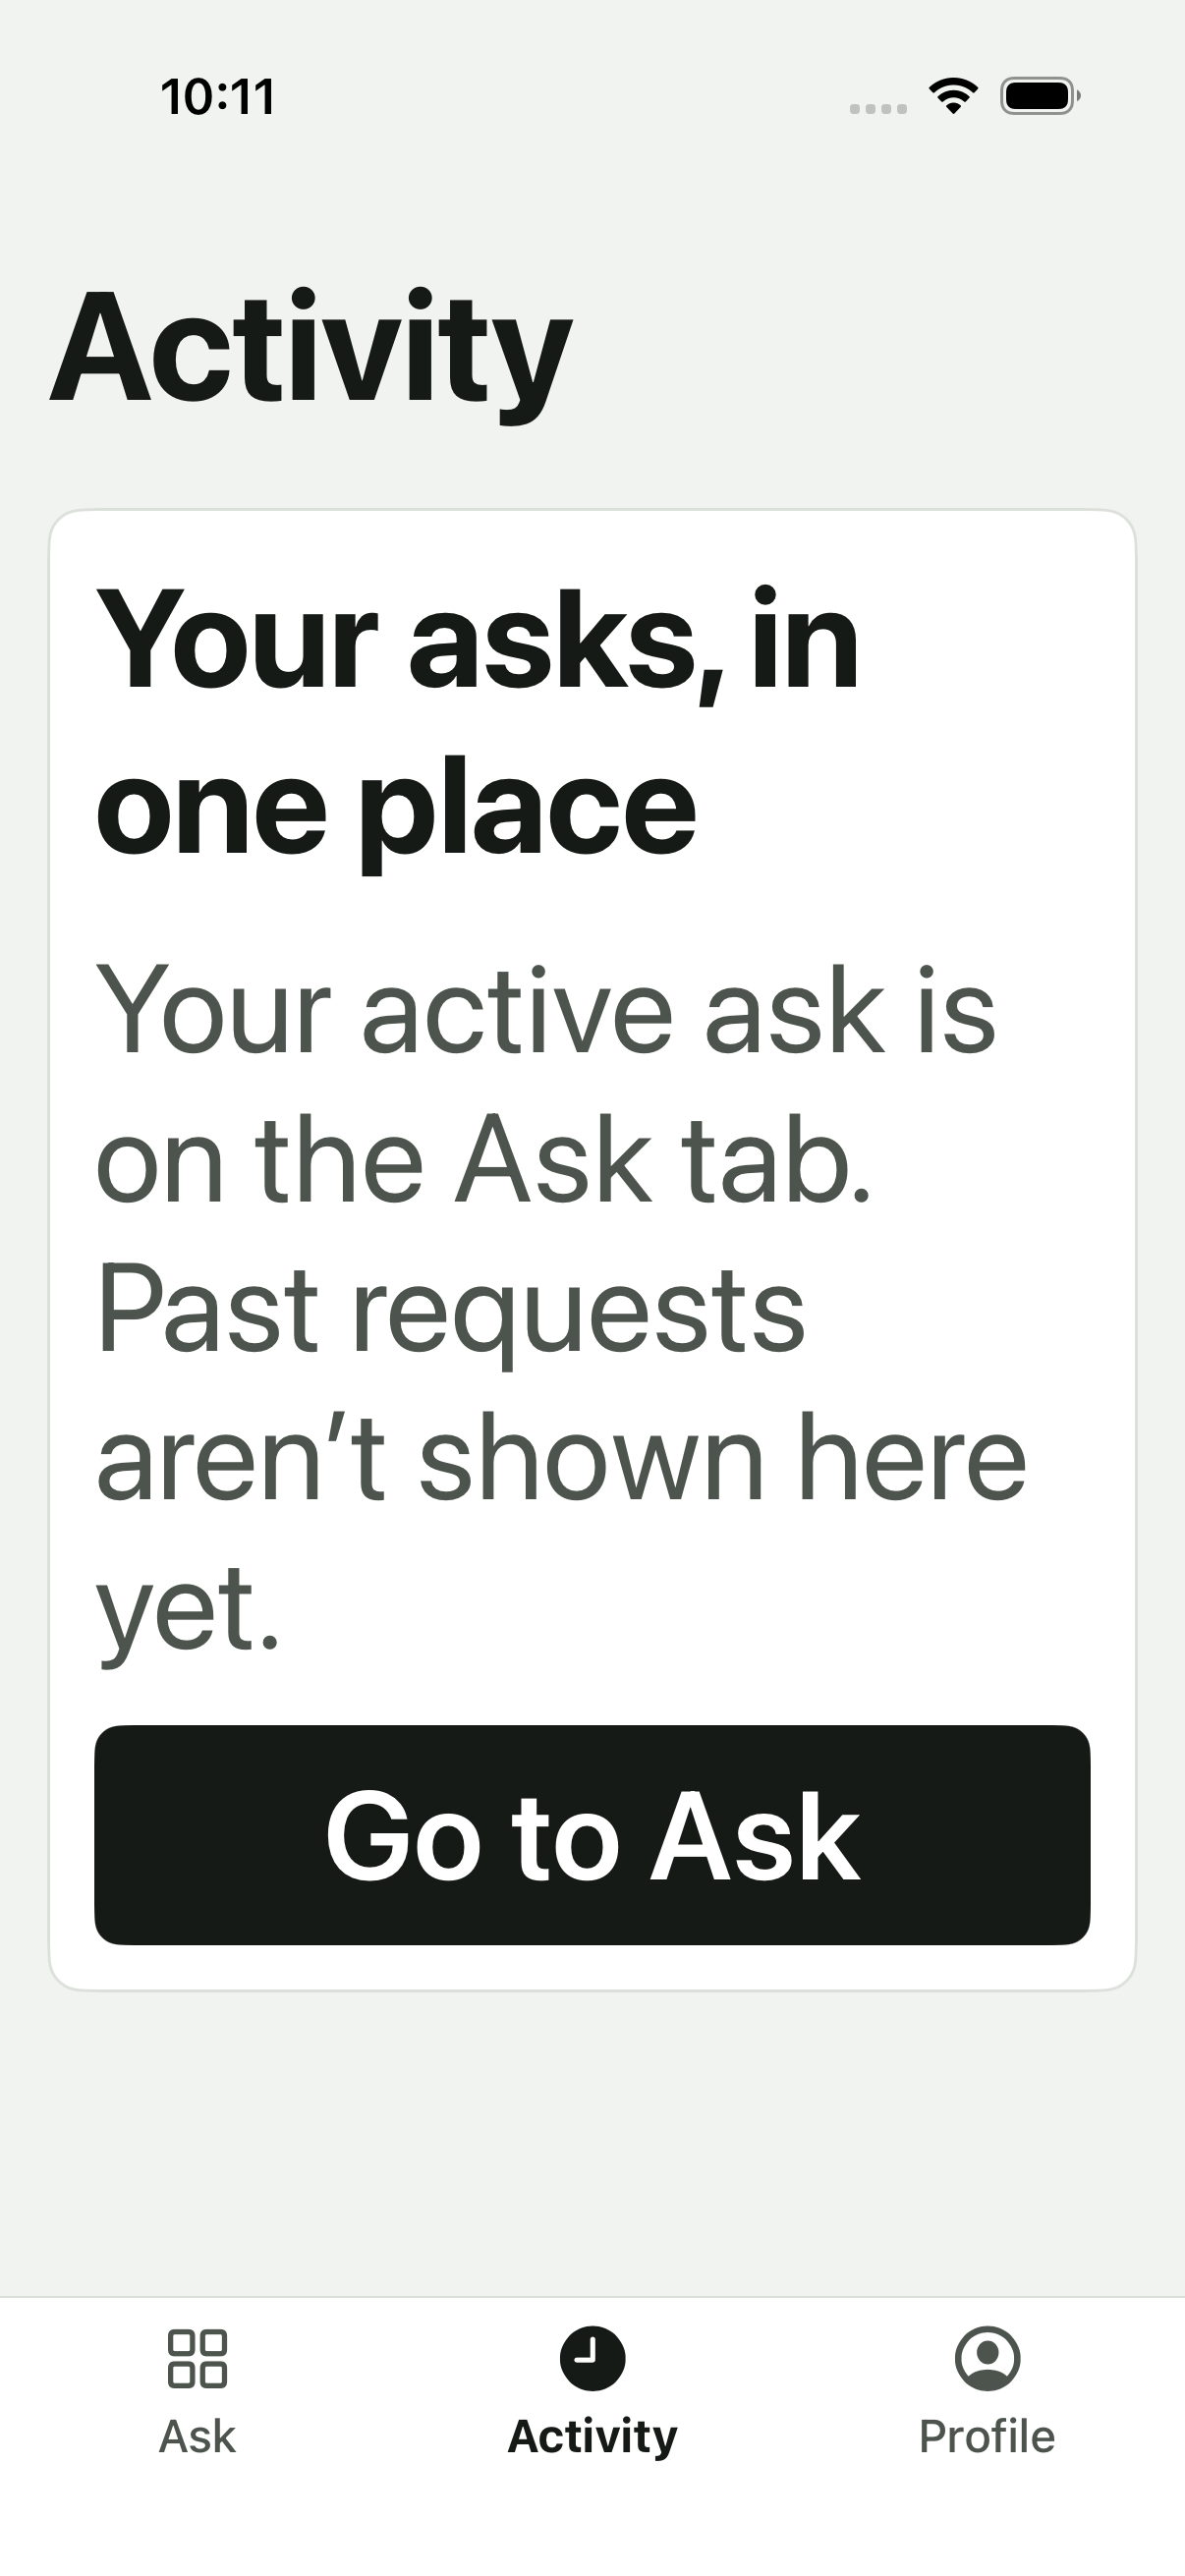 10:11
Activity
Your asks, in
one place
Your active ask is
on the Ask tab.
Past requests
aren’t shown here
yet.
Go to Ask
Ask
Activity
Profile